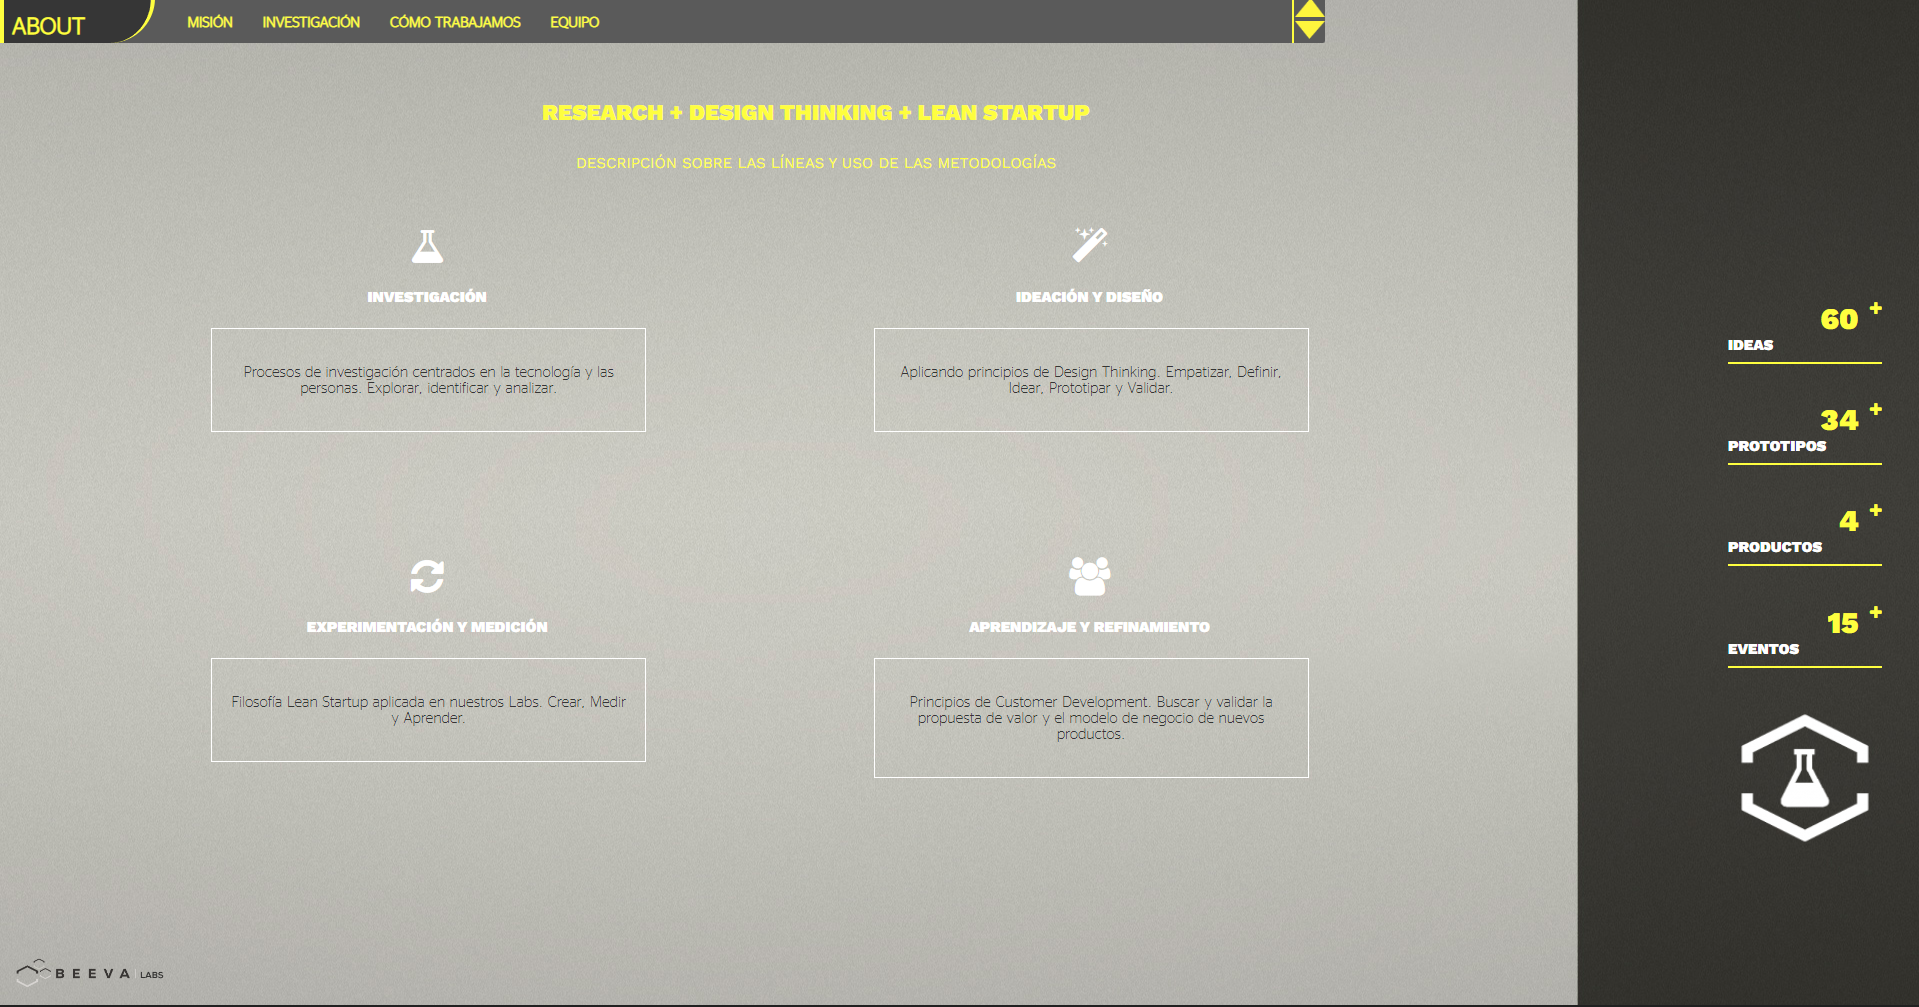 ABOUT
MISIÓN
INVESTIGACIÓN
CÓMO TRABAJAMOS
EQUIPO
RESEARCH + DESIGN THINKING + LEAN STARTUP
DESCRIPCIÓN SOBRE LAS LÍNEAS Y USO DE LAS METODOLOGÍAS
INVESTIGACIÓN
Procesos de investigación centrados en la tecnología y las
personas. Explorar, identificar y analizar.
IDEACIÓN Y DISEÑO
Aplicando principios de Design Thinking. Empatizar, Definir,
Idear, Prototipar y Validar.
EXPERIMENTACIÓN Y MEDICIÓN
Filosofía Lean Startup aplicada en nuestros Labs. Crear, Medir
y Aprender.
APRENDIZAJE Y REFINAMIENTO
Principios de Customer Development. Buscar y validar la
propuesta de valor y el modelo de negocio de nuevos
productos.
60 +
IDEAS
34 +
PROTOTIPOS
4 +
PRODUCTOS
15 +
EVENTOS
BEEVA | LABS